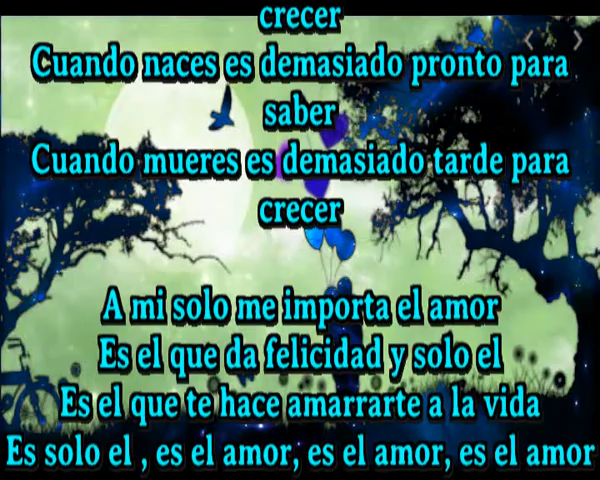 crecer
Cuando naces es demasiado pronto para
saber
Cuando mueres es demasiado tarde para
crecer
A mi solo me importa el amor
Es el que da felicidad y solo el
Es el que te hace amarrarte a la vida
Es solo el , es el amor, es el amor, es el amor